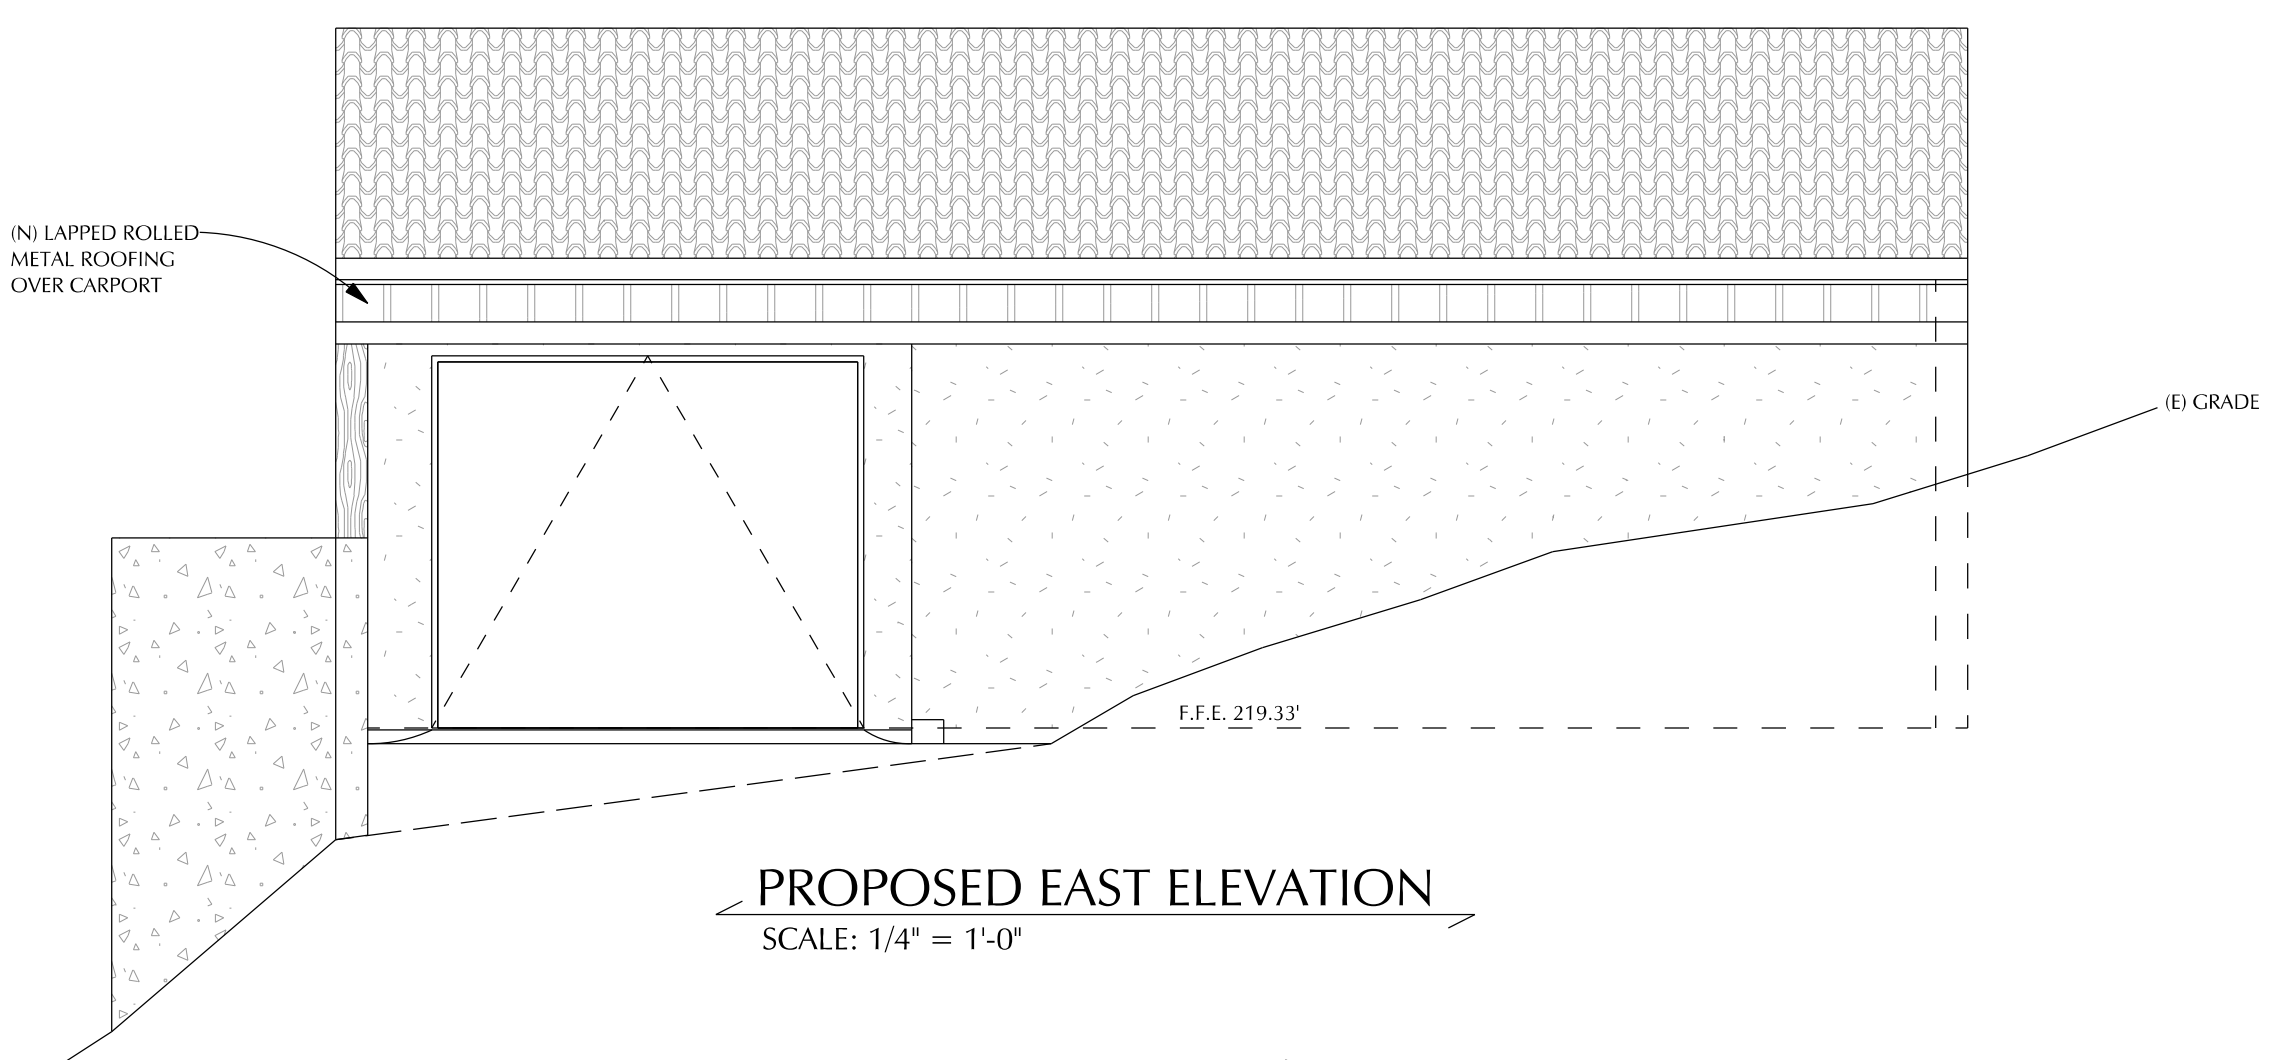 (N) LAPPED ROLLED
METAL ROOFING
OVER CARPORT
(E) GRADE
F.F.E. 219.33'
PROPOSED EAST ELEVATION
SCALE: 1/4" = 1'-0"